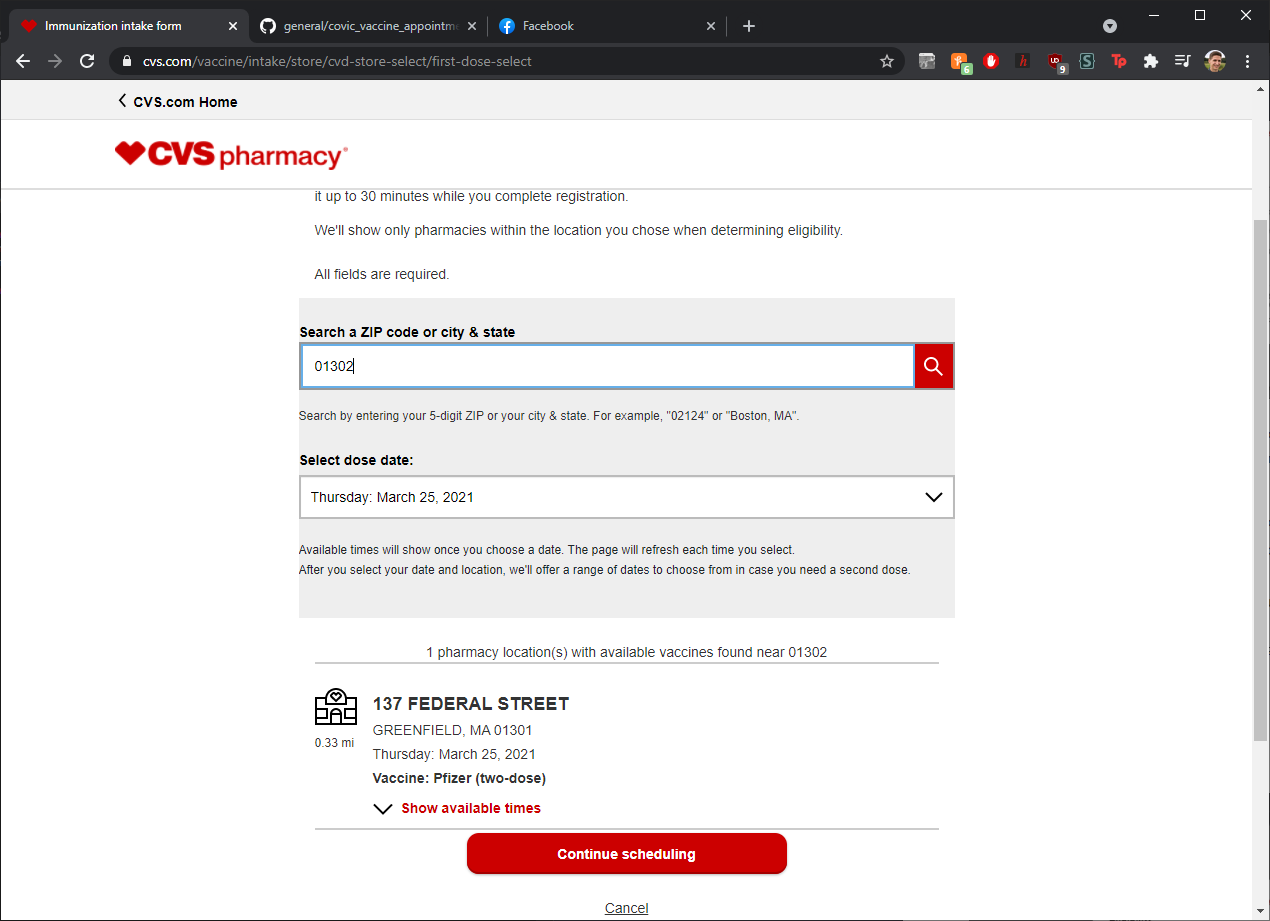 Immunization intake form
general/covic_vaccine_appointme
Facebook
cvs.com/vaccine/intake/store/cvd-store-select/first-dose-select
6
h
UD
9
S
Tp
CVS.com Home
CVS pharmacy
it up to 30 minutes while you complete registration.
We'll show only pharmacies within the location you chose when determining eligibility.
All fields are required.
Search a ZIP code or city & state
01302
Search by entering your 5-digit ZIP or your city & state. For example, "02124" or "Boston, MA".
Select dose date:
Thursday: March 25, 2021
Available times will show once you choose a date. The page will refresh each time you select.
After you select your date and location, we'll offer a range of dates to choose from in case you need a second dose.
1 pharmacy location(s) with available vaccines found near 01302
137 FEDERAL STREET
GREENFIELD, MA 01301
0.33 mi
Thursday: March 25, 2021
Vaccine: Pfizer (two-dose)
Show available times
Continue scheduling
Cancel